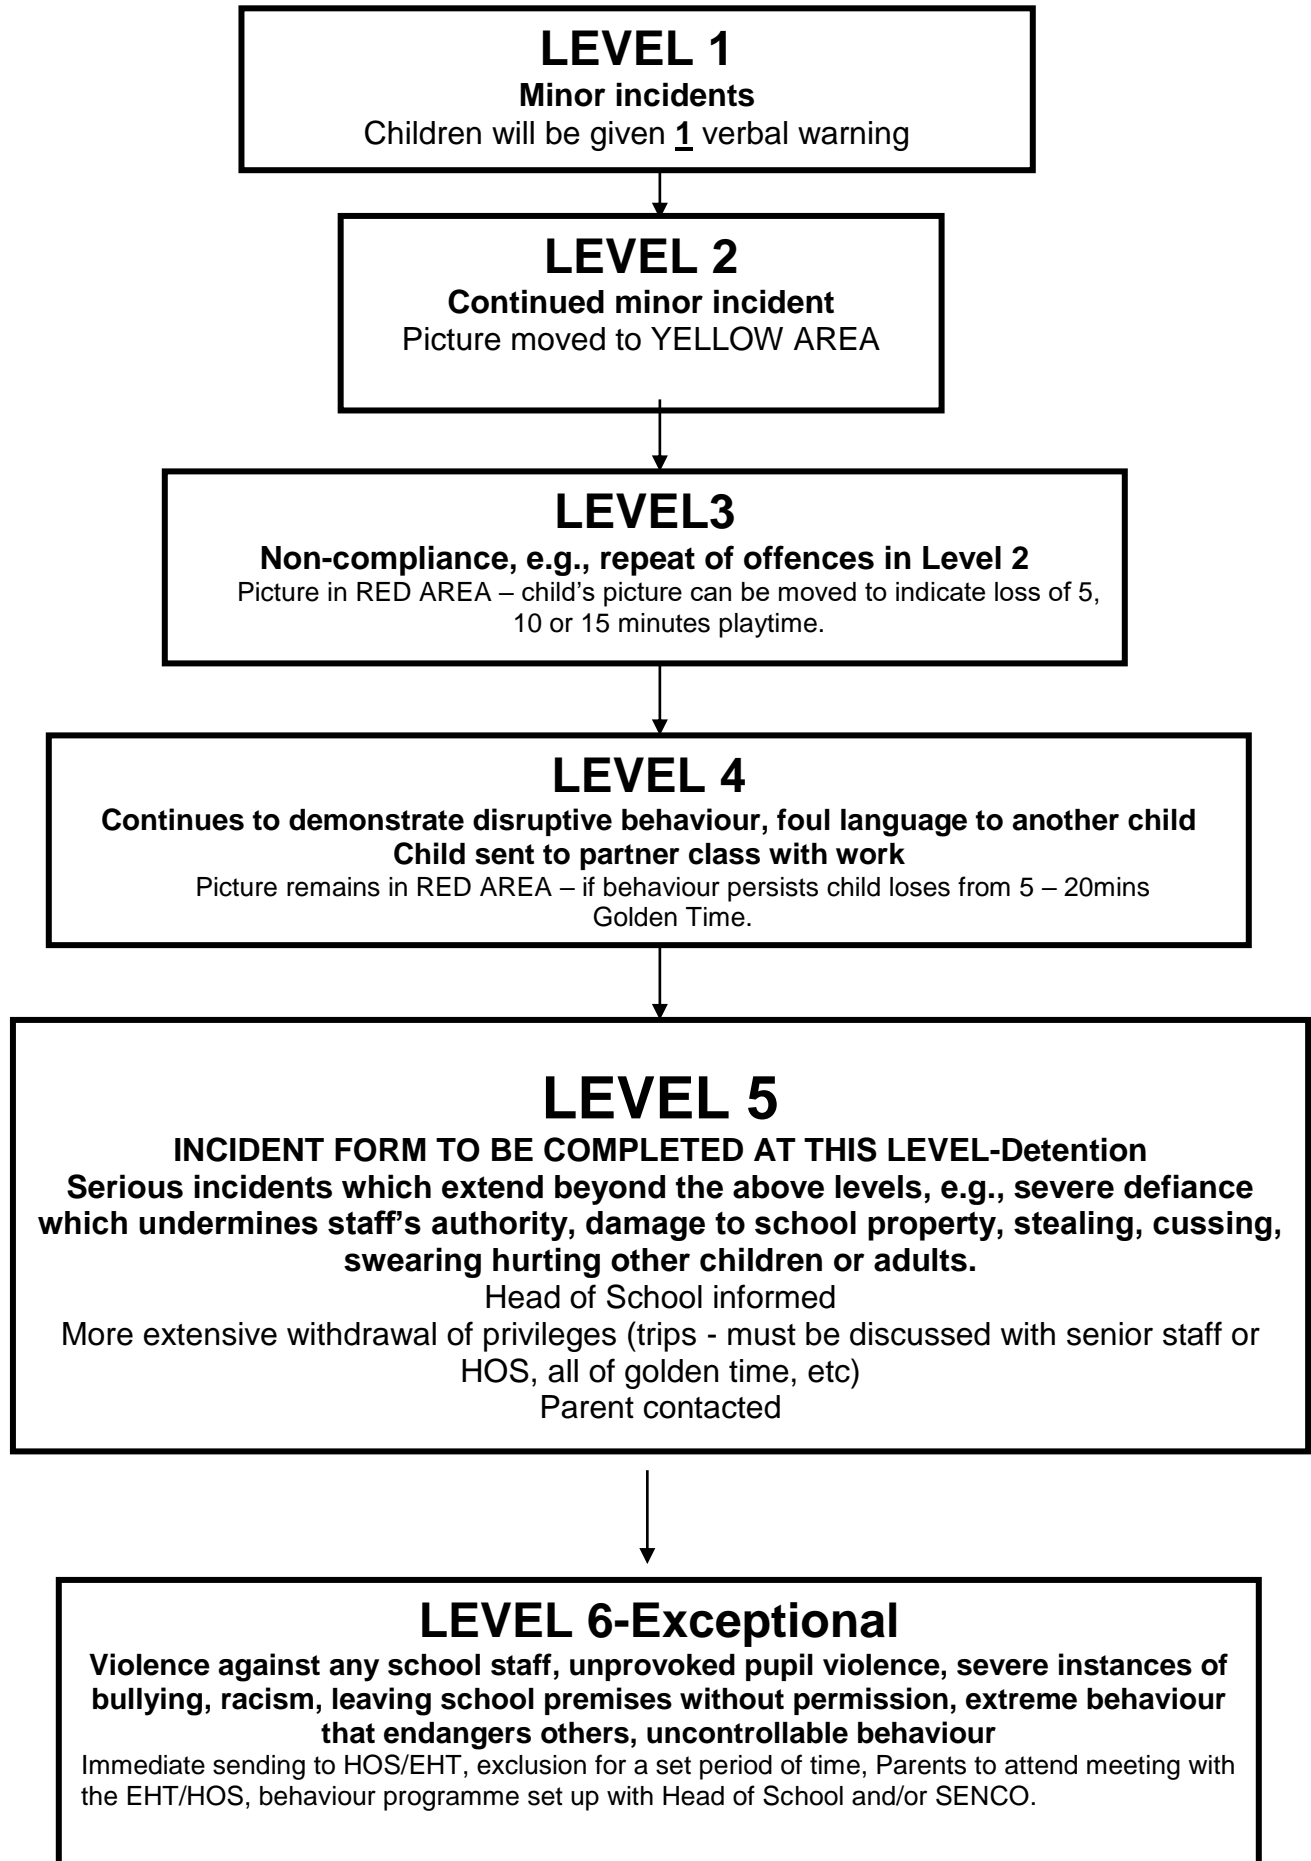 LEVEL 1
Minor incidents
Children will be given 1 verbal warning
LEVEL 2
Continued minor incident
Picture moved to YELLOW AREA
LEVEL3
Non-compliance, e.g., repeat of offences in Level 2
Picture in RED AREA – child’s picture can be moved to indicate loss of 5,
10 or 15 minutes playtime.
LEVEL 4
Continues to demonstrate disruptive behaviour, foul language to another child
Child sent to partner class with work
Picture remains in RED AREA – if behaviour persists child loses from 5 – 20mins
Golden Time.
LEVEL 5
INCIDENT FORM TO BE COMPLETED AT THIS LEVEL-Detention
Serious incidents which extend beyond the above levels, e.g., severe defiance
which undermines staff’s authority, damage to school property, stealing, cussing,
swearing hurting other children or adults.
Head of School informed
More extensive withdrawal of privileges (trips - must be discussed with senior staff or
HOS, all of golden time, etc)
Parent contacted
LEVEL 6-Exceptional
Violence against any school staff, unprovoked pupil violence, severe instances of
bullying, racism, leaving school premises without permission, extreme behaviour
that endangers others, uncontrollable behaviour
Immediate sending to HOS/EHT, exclusion for a set period of time, Parents to attend meeting with
the EHT/HOS, behaviour programme set up with Head of School and/or SENCO.